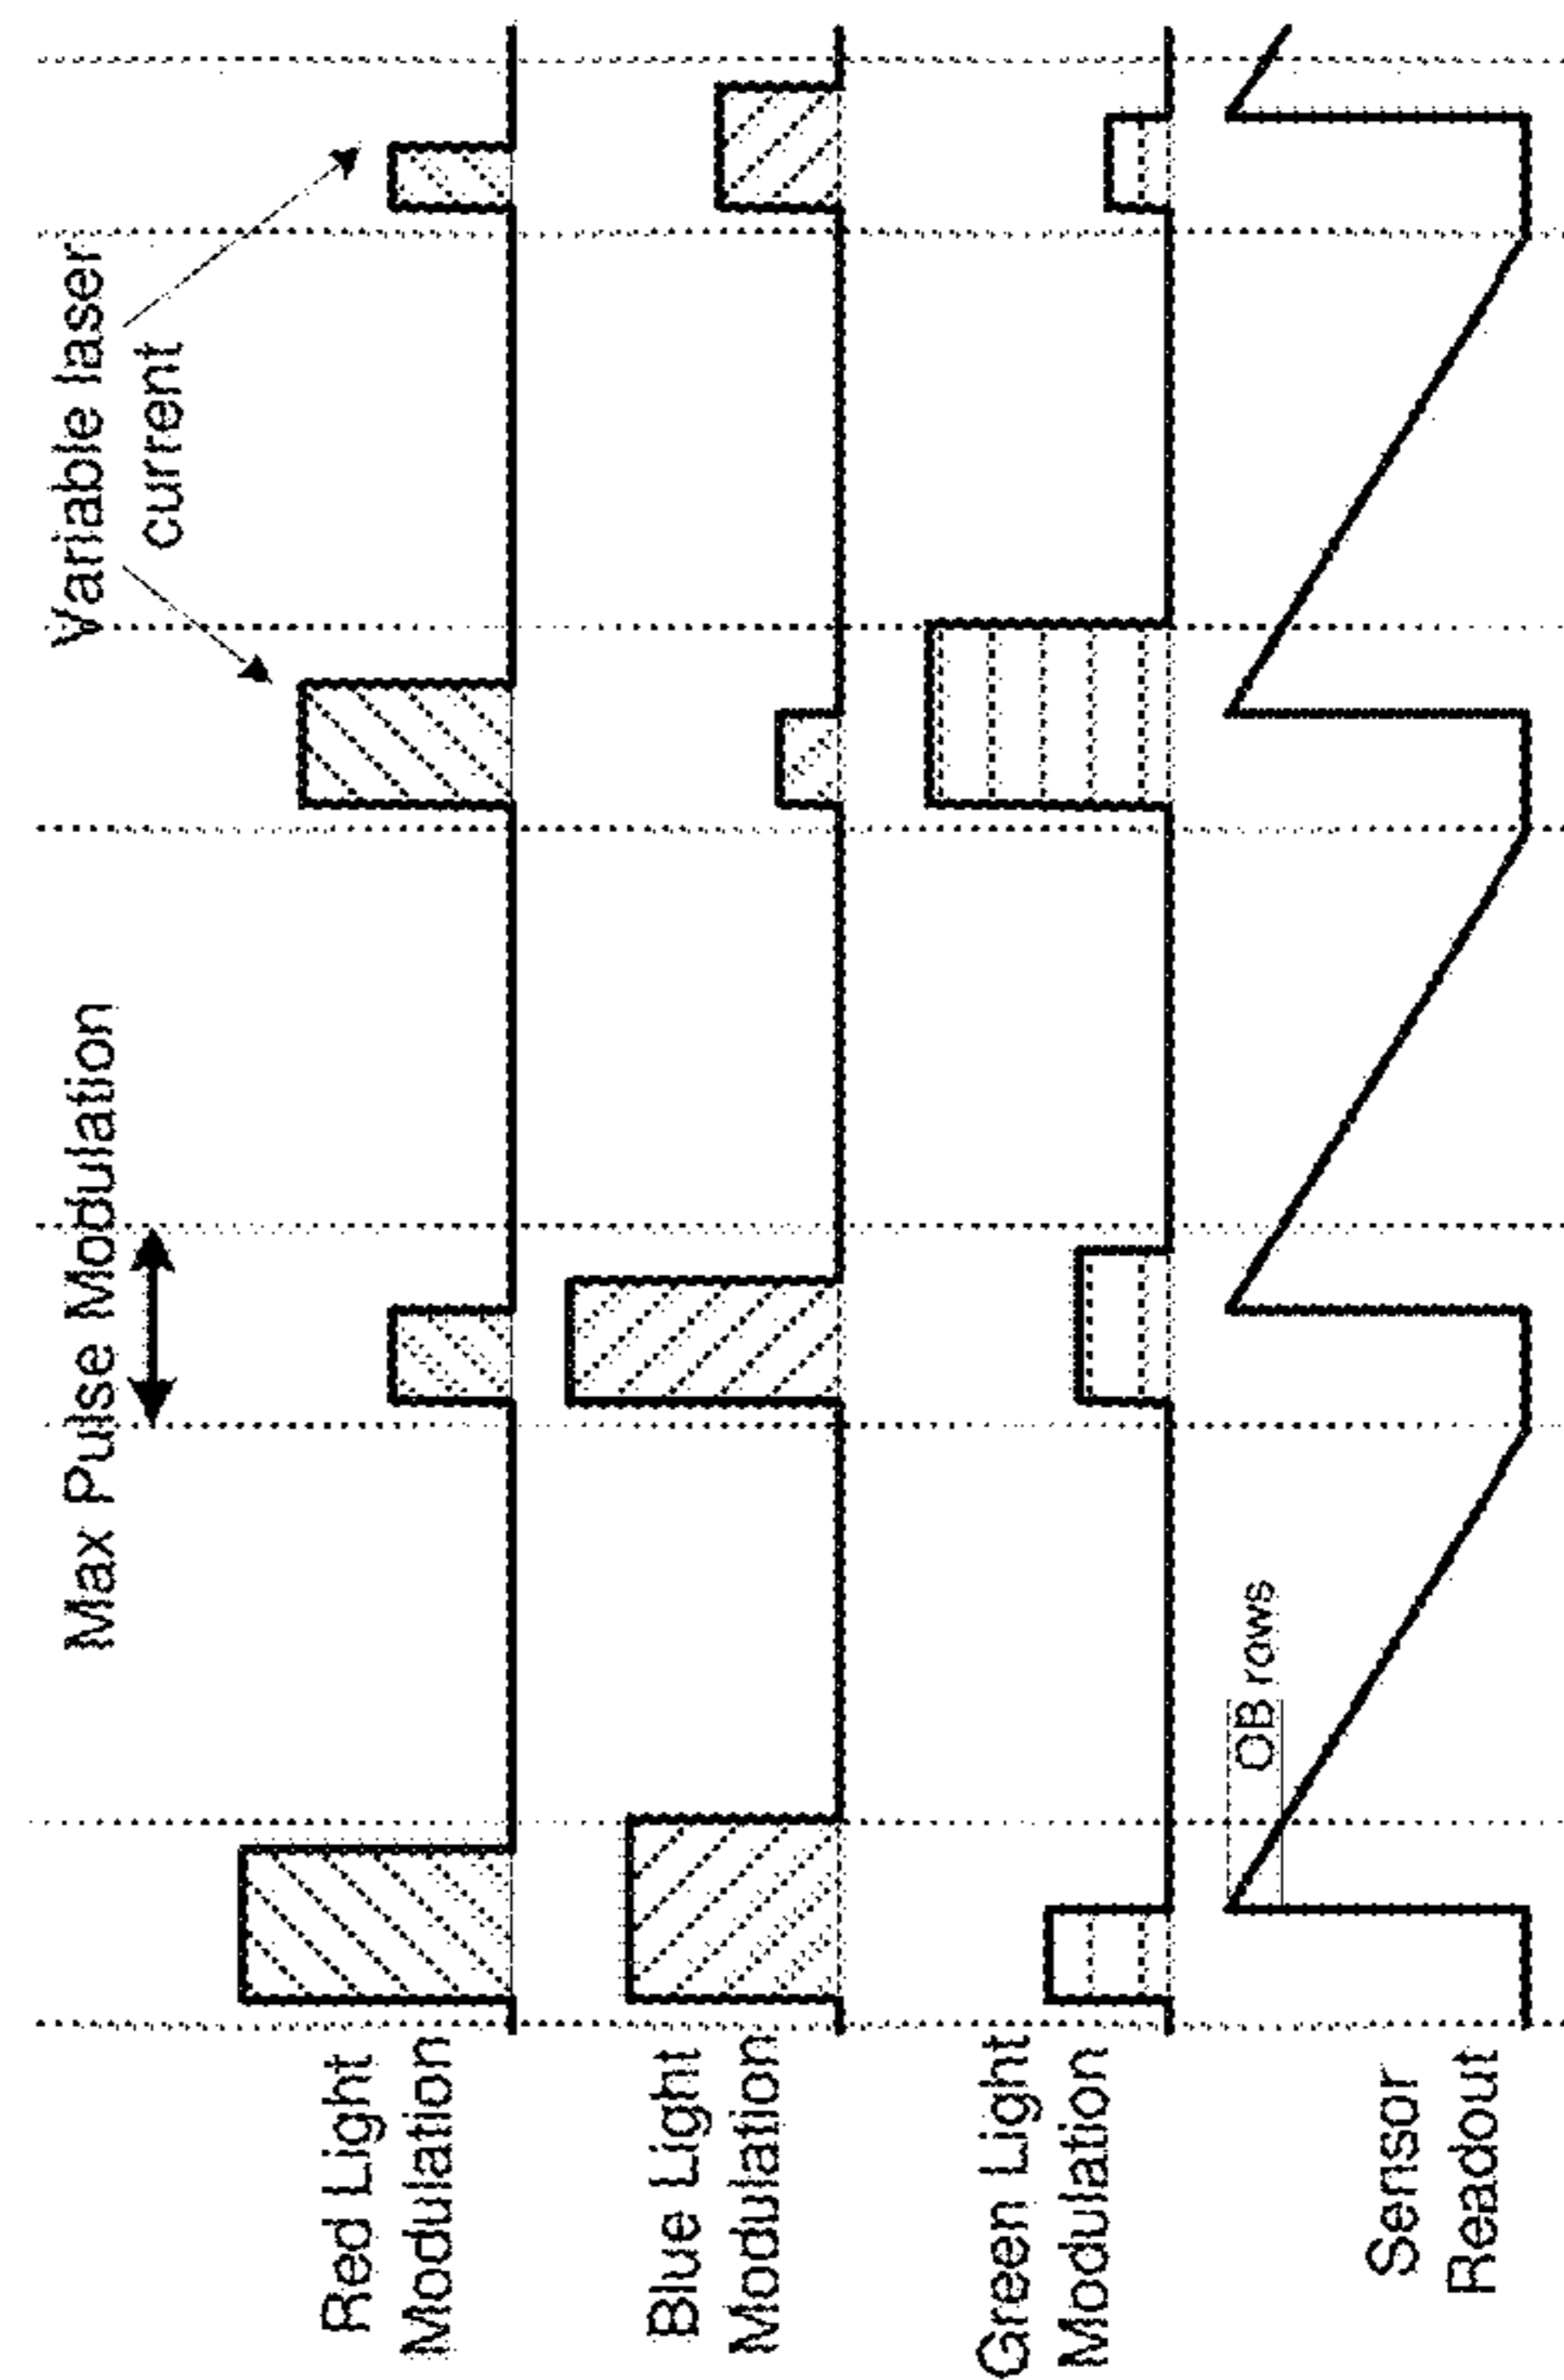 Max Pulse Modulation
Variable laser
current
Red Light
Modulation
Blue Light
Modulation
Green Light
Modulation
OB rows
Sensor
Readout